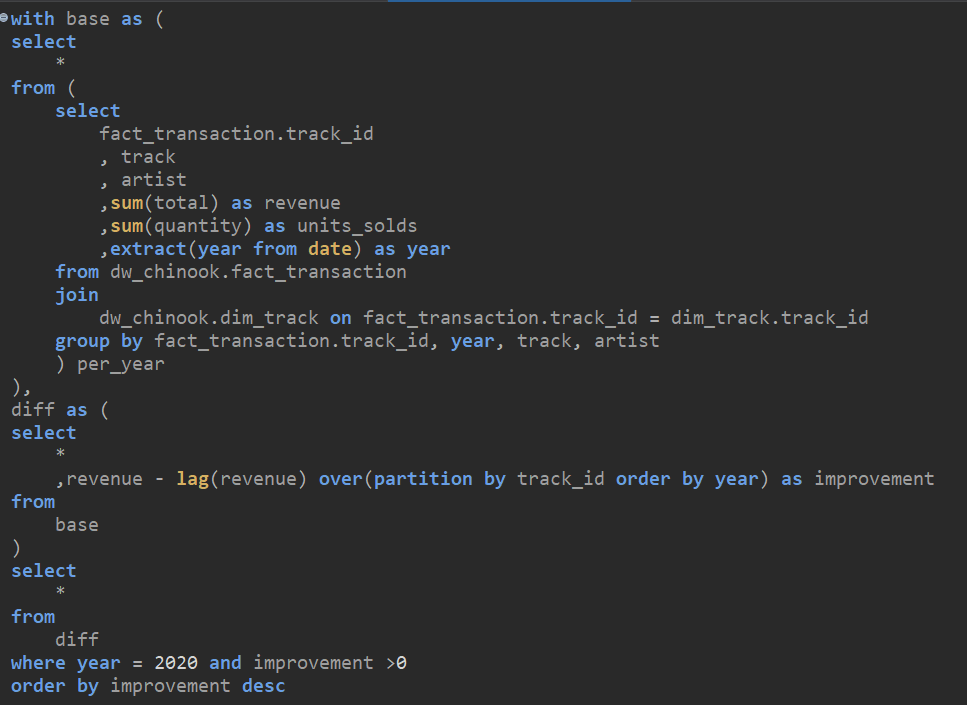 with base as (
select
    *
from (
    select
        fact_transaction.track_id
        , track
        , artist
        ,sum(total) as revenue
        ,sum(quantity) as units_solds
        ,extract(year from date) as year
    from dw_chinook.fact_transaction
    join
        dw_chinook.dim_track on fact_transaction.track_id = dim_track.track_id
    group by fact_transaction.track_id, year, track, artist
    ) per_year
),
diff as (
select
    *
    ,revenue - lag(revenue) over(partition by track_id order by year) as improvement
from
    base
)
select
    *
from
    diff
where year = 2020 and improvement >0
order by improvement desc